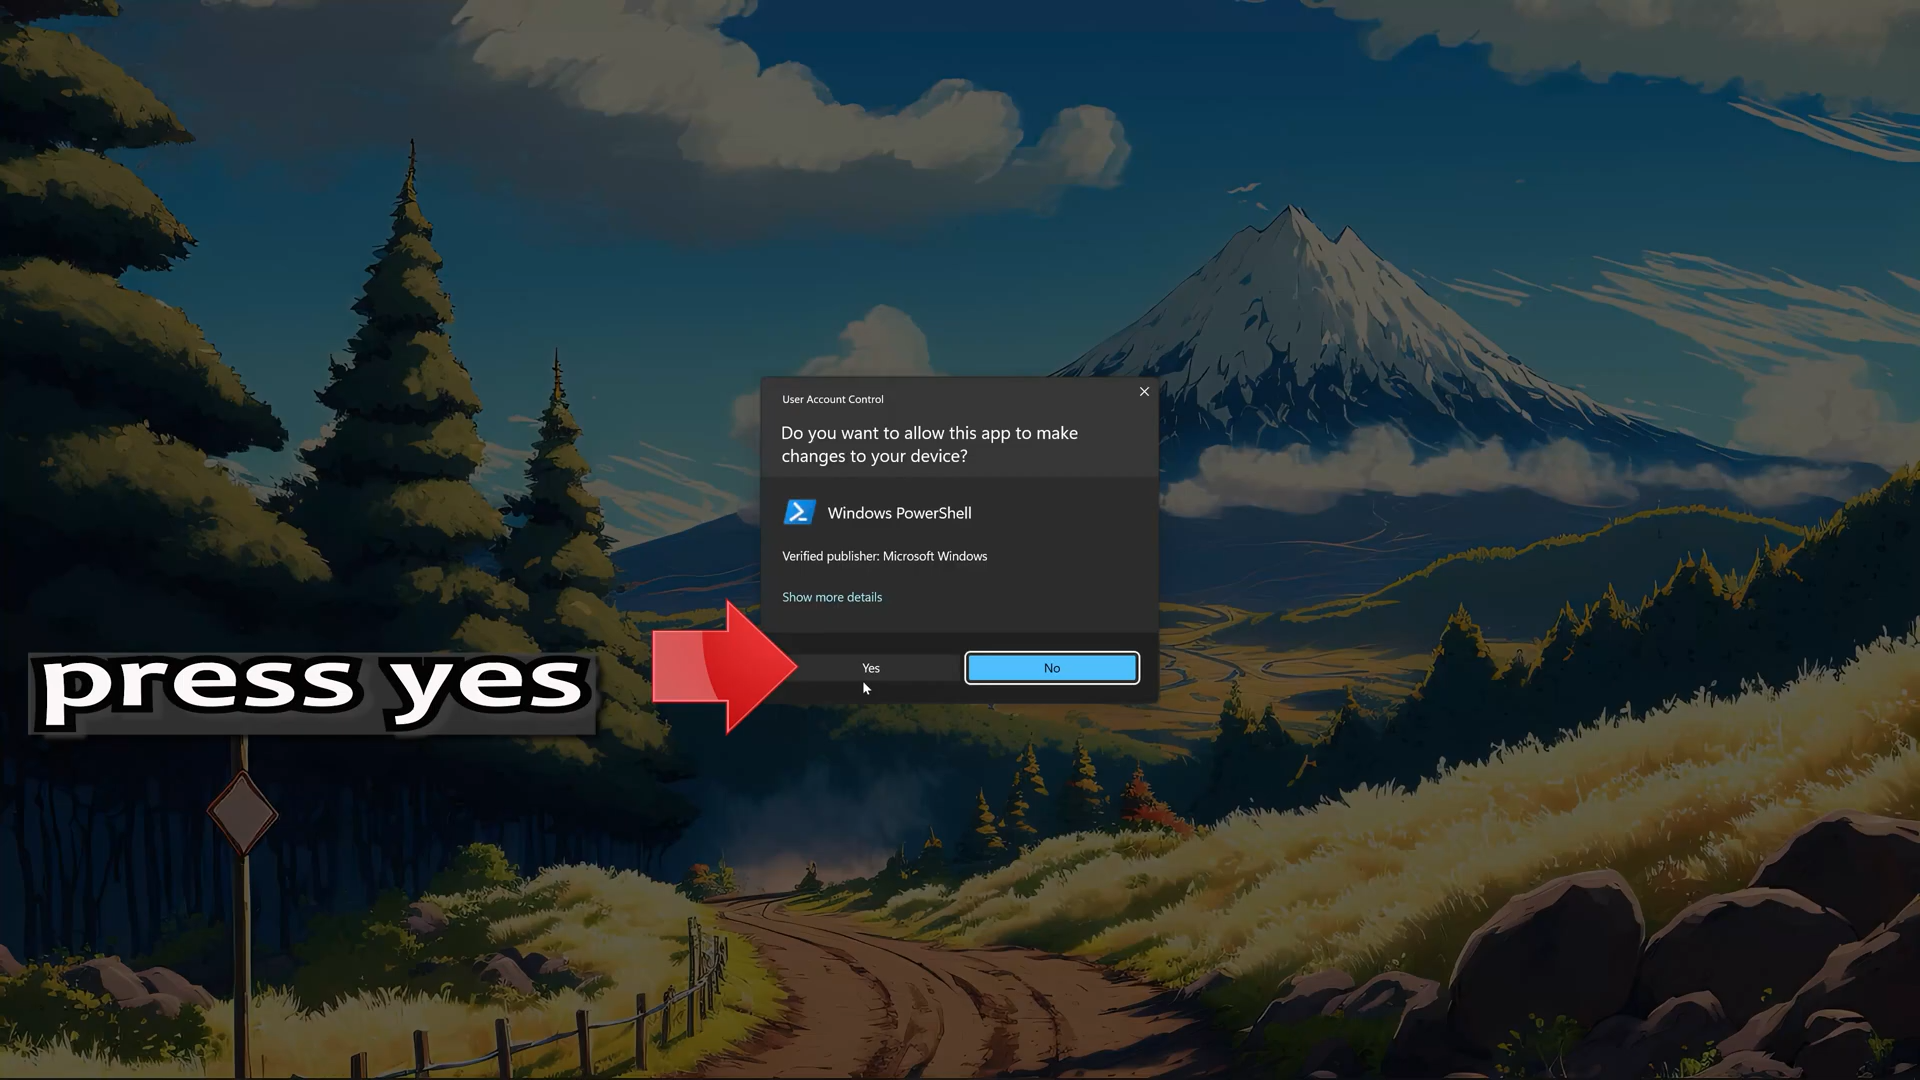 User Account Control
Do you want to allow this app to make
changes to your device?
Windows PowerShell
Verified publisher: Microsoft Windows
Show more details
press yes
Yes
No